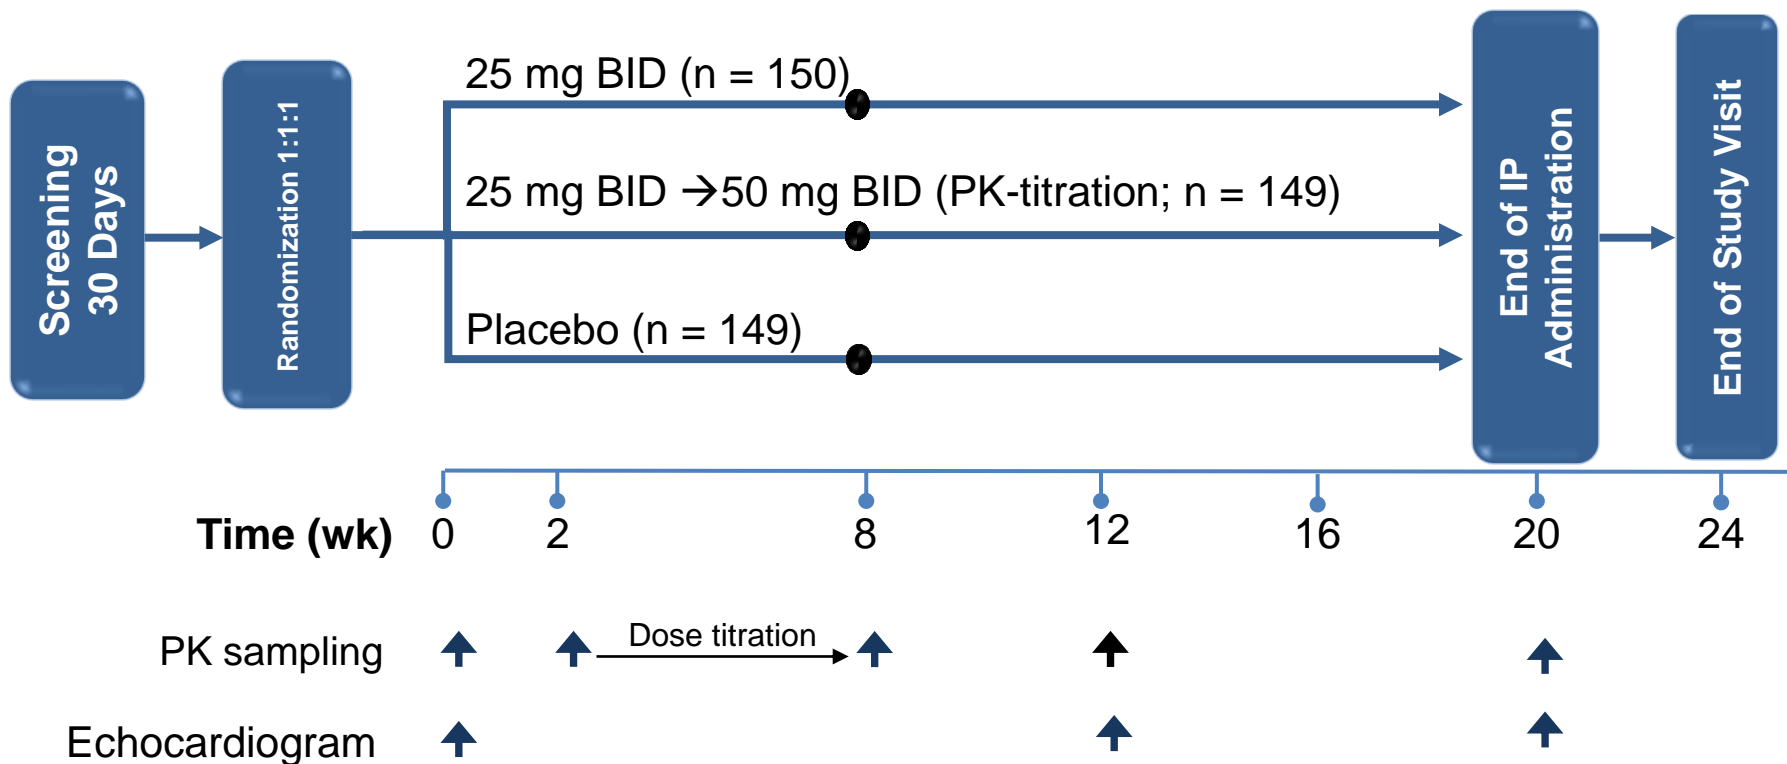 Screening
30 Days
Randomization 1:1:1
25 mg BID (n = 150)
25 mg BID →50 mg BID (PK-titration; n = 149)
Placebo (n = 149)
End of IP
Administration
End of Study Visit
Time (wk) 0 2 8 12 16 20 24
PK sampling Dose titration
Echocardiogram